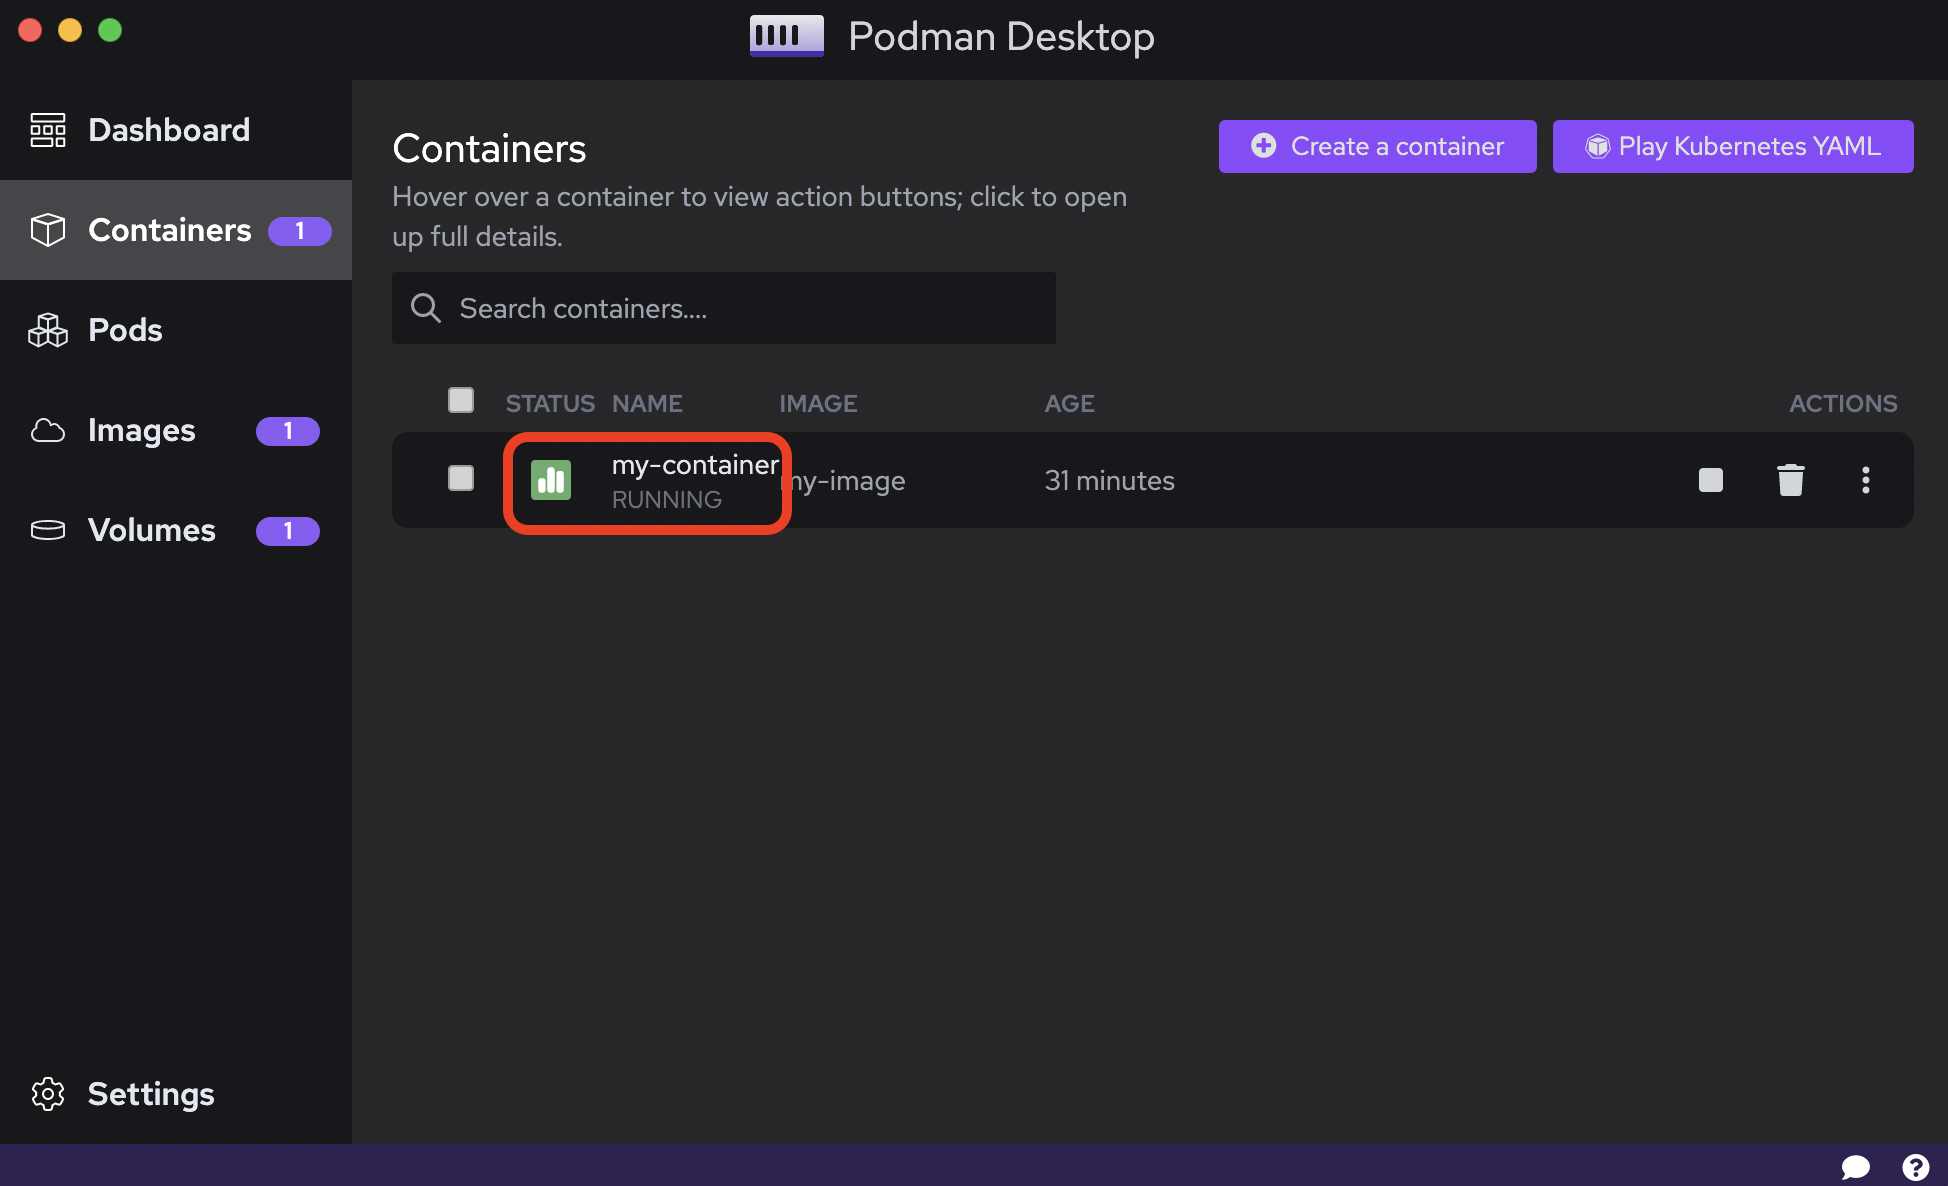 Podman Desktop
Dashboard
Containers 1
Pods
Images 1
Volumes 1
Settings
Containers
Create a container
Play Kubernetes YAML
Hover over a container to view action buttons; click to open
up full details.
Search containers....
STATUS NAME IMAGE AGE ACTIONS
my-container
RUNNING
my-image
31 minutes